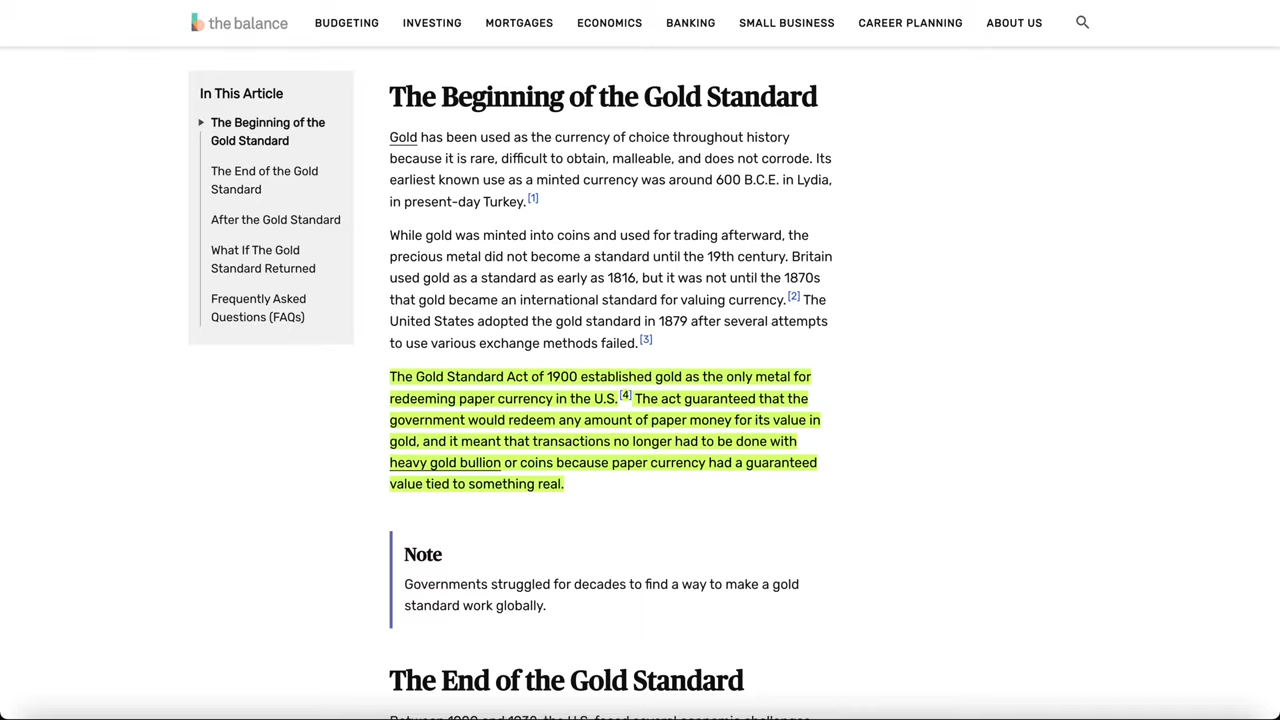 the balance
BUDGETING INVESTING MORTGAGES ECONOMICS BANKING SMALL BUSINESS CAREER PLANNING ABOUT US
In This Article
The Beginning of the
Gold Standard
The End of the Gold
Standard
After the Gold Standard
What If The Gold
Standard Returned
Frequently Asked
Questions (FAQs)
The Beginning of the Gold Standard
Gold has been used as the currency of choice throughout history
because it is rare, difficult to obtain, malleable, and does not corrode. Its
earliest known use as a minted currency was around 600 B.C.E. in Lydia,
in present-day Turkey.[1]
While gold was minted into coins and used for trading afterward, the
precious metal did not become a standard until the 19th century. Britain
used gold as a standard as early as 1816, but it was not until the 1870s
that gold became an international standard for valuing currency.[2] The
United States adopted the gold standard in 1879 after several attempts
to use various exchange methods failed.[3]
The Gold Standard Act of 1900 established gold as the only metal for
redeeming paper currency in the U.S.[4] The act guaranteed that the
government would redeem any amount of paper money for its value in
gold, and it meant that transactions no longer had to be done with
heavy gold bullion or coins because paper currency had a guaranteed
value tied to something real.
Note
Governments struggled for decades to find a way to make a gold
standard work globally.
The End of the Gold Standard